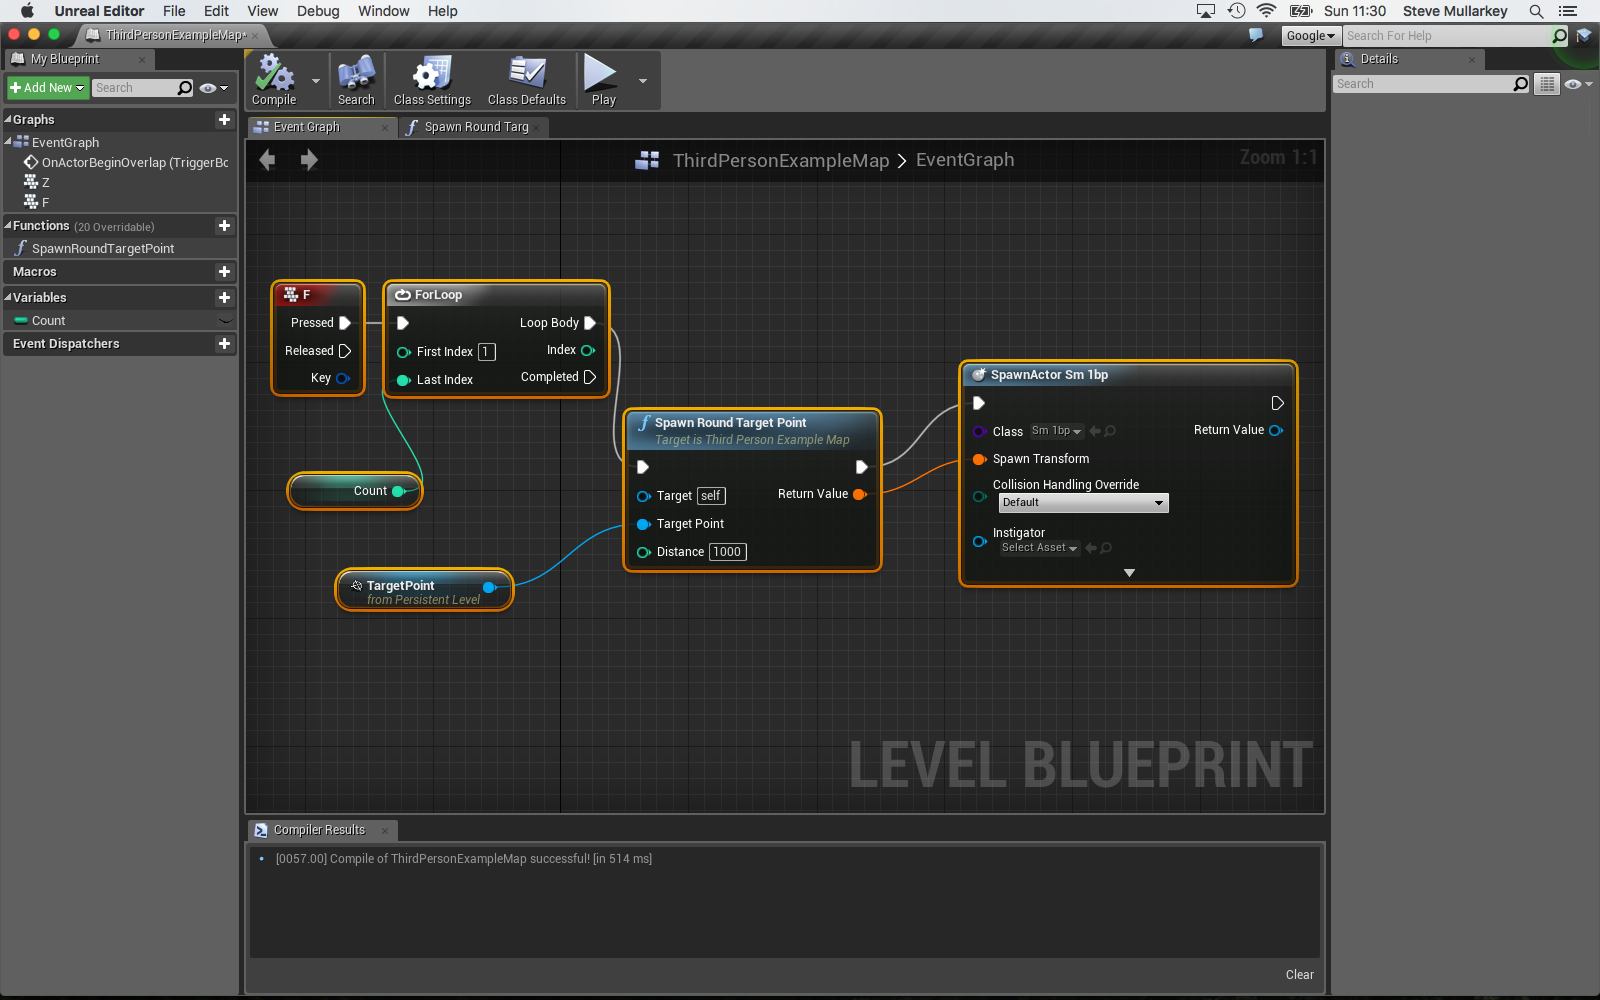 Unreal Editor File Edit View Debug Window Help Sun 11:30 Steve Mullarkey
ThirdPersonExampleMap* Google Search For Help
My Blueprint
Add New Search
Graphs
EventGraph
OnActorBeginOverlap (TriggerBo
Z
F
Functions (20 Overridable)
SpawnRoundTargetPoint
Macros
Variables
Count
Event Dispatchers
Compile Search Class Settings Class Defaults Play
Event Graph Spawn Round Targ
ThirdPersonExampleMap > EventGraph Zoom 1:1
F
Pressed
Released
Key
ForLoop
Loop Body
First Index 1 Index
Last Index Completed
Count
TargetPoint
from Persistent Level
Spawn Round Target Point
Target is Third Person Example Map
Target self Return Value
Target Point
Distance 1000
SpawnActor Sm 1bp
Class Sm 1bp Return Value
Spawn Transform
Collision Handling Override
Default
Instigator
Select Asset
LEVEL BLUEPRINT
Compiler Results
[0057.00] Compile of ThirdPersonExampleMap successful! [in 514 ms]
Clear
Details
Search